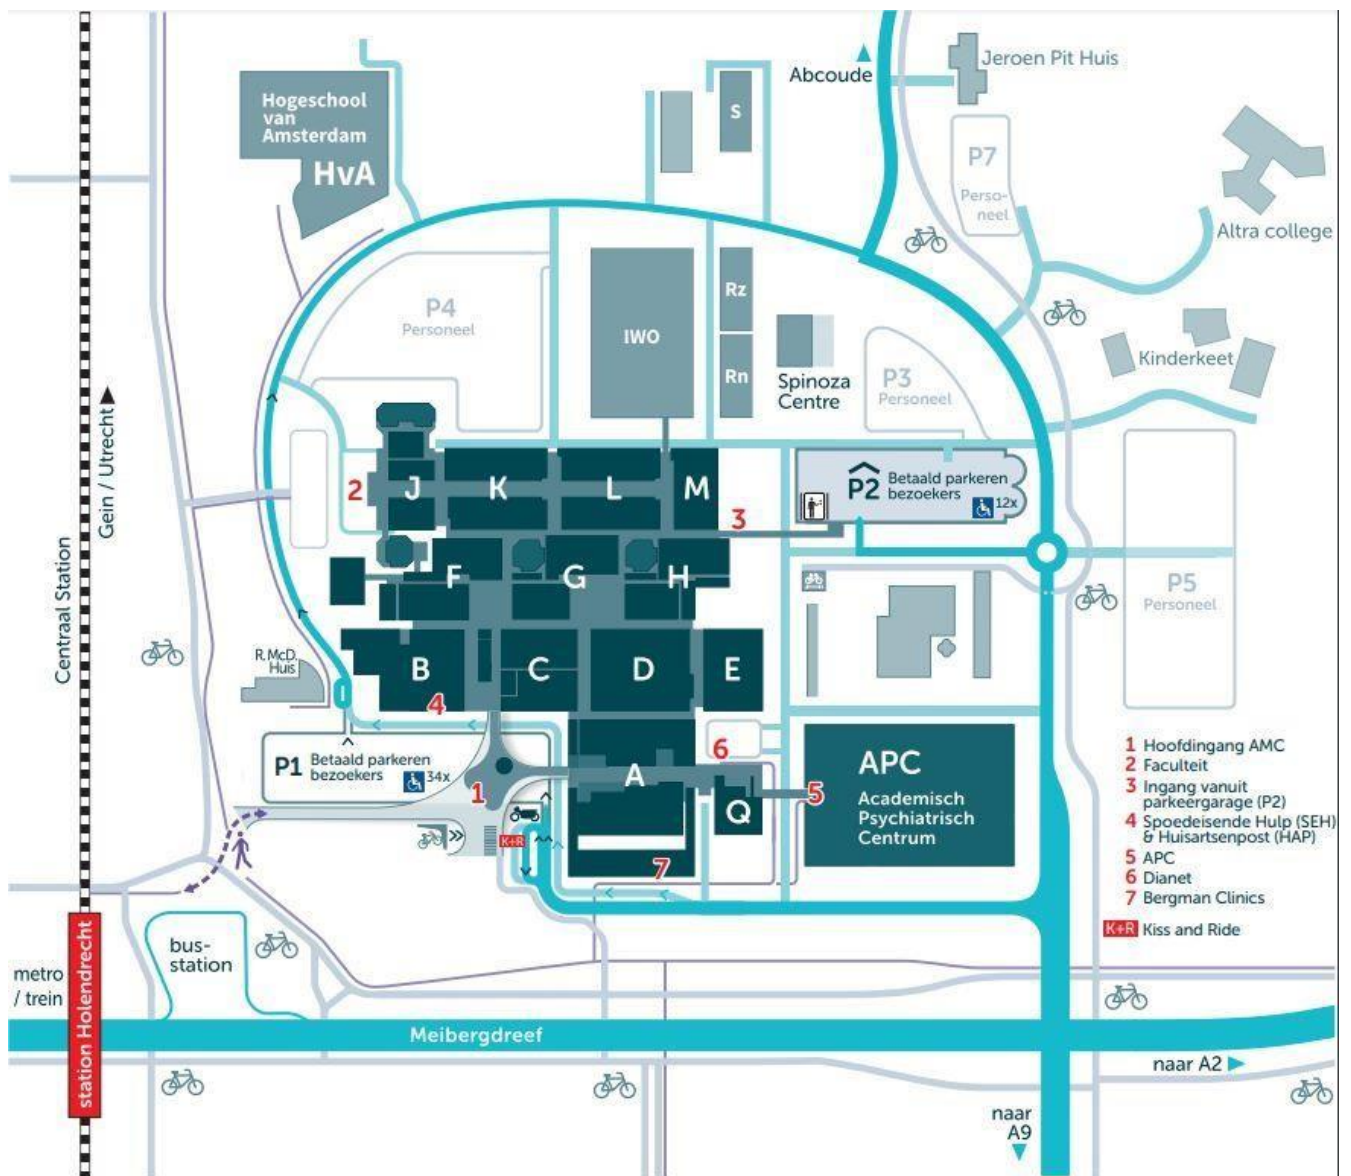 Hogeschool
van
Amsterdam
HvA
Abcoude
Jeroen Pit Huis
S
P7
Perso-
neel
Altra college
P4
Personeel
IWO
Rz
Rn
Spinoza
Centre
P3
Personeel
Kinderkeet
Gein / Utrecht
Centraal Station
2
J
K
L
M
3
P2
Betaald parkeren
bezoekers
12x
F
G
H
P5
Personeel
R.McD.
Huis
B
C
D
E
4
P1
Betaald parkeren
bezoekers
34x
1
A
6
Q
5
APC
Academisch
Psychiatrisch
Centrum
K+R
7
1 Hoofdingang AMC
2 Faculteit
3 Ingang vanuit
parkeergarage (P2)
4 Spoedeisende Hulp (SEH)
& Huisartsenpost (HAP)
5 APC
6 Dianet
7 Bergman Clinics
K+R Kiss and Ride
bus-
station
metro
/ trein
station Holendrecht
Meibergdreef
naar A2
naar
A9